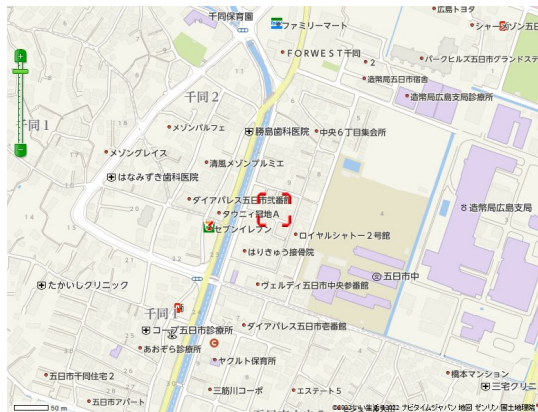 千同保育園
広島トヨタ
ファミリーマート
FORWEST千同
2
パークヒルズ五日市グランドステ
造幣局五日市宿舎
造幣局広島支局診療所
千同2
千同1
メゾンパルフェ
勝島歯科医院
中央6丁目集会所
メゾングレイス
清風メゾンプルミエ
はなみずき歯科医院
ダイアパレス五日市弐番館
造幣局広島支局
セブンイレブン
ロイヤルシャトー2号館
はりきゅう接骨院
五日市中
たかいしクリニック
ヴェルディ五日市中央参番館
千同1
コープ五日市診療所
ダイアパレス五日市壱番館
あおぞら診療所
ヤクルト保育所
五日市千同住宅2
橋本マンション
三筋川コーポ
エステート5
三宅クリニ
五日市アパート
50 m